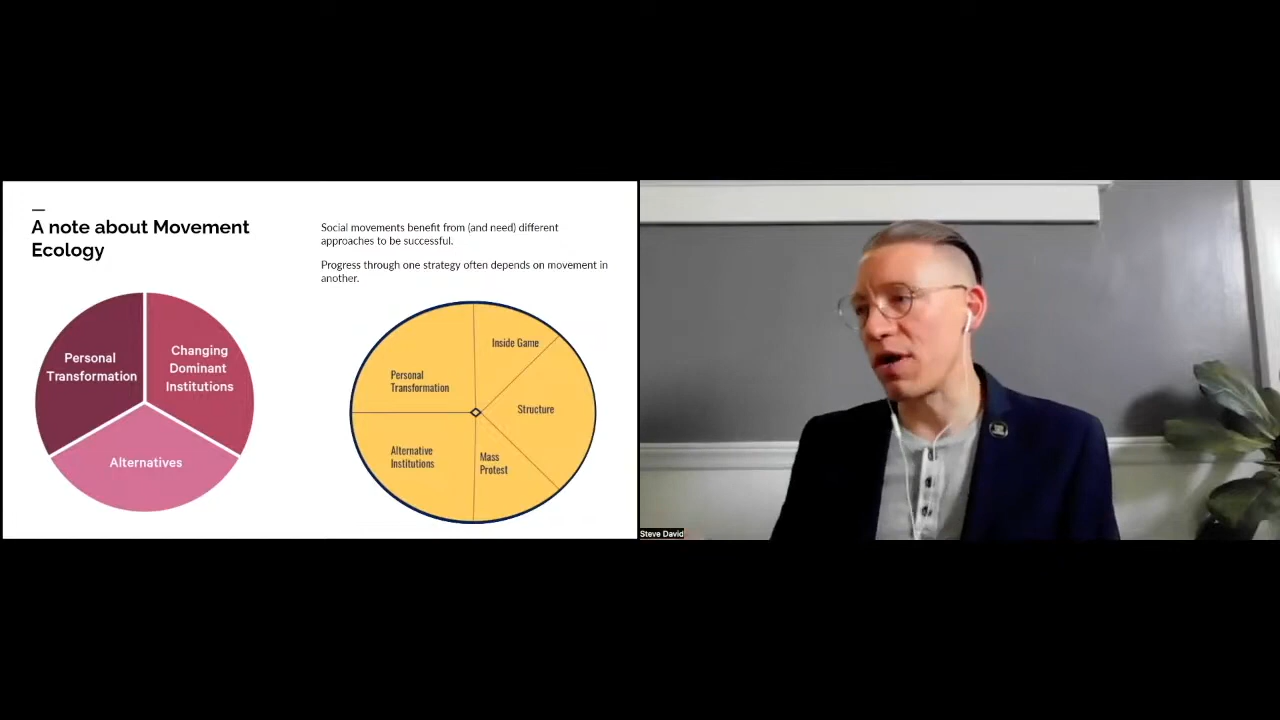 A note about Movement
Ecology
Social movements benefit from (and need) different
approaches to be successful.
Progress through one strategy often depends on movement in
another.
Personal
Transformation
Changing
Dominant
Institutions
Alternatives
Inside Game
Personal
Transformation
Structure
Alternative
Institutions
Mass
Protest
Steve David